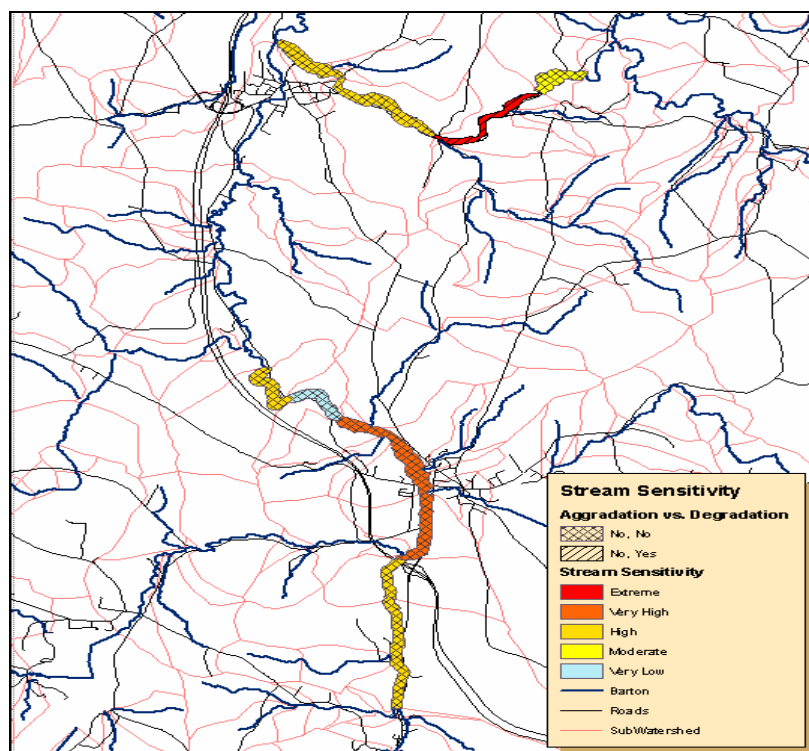 Stream Sensitivity
Aggradation vs. Degradation
No, No
No, Yes
Stream Sensitivity
Extreme
Very High
High
Moderate
Very Low
Barton
Roads
SubWatershed